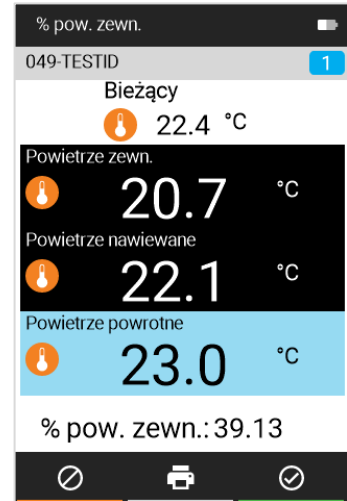 % pow. zewn.
049-TESTID 1
Bieżący
22.4 °C
Powietrze zewn.
20.7 °C
Powietrze nawiewane
22.1 °C
Powietrze powrotne
23.0 °C
% pow. zewn.: 39.13